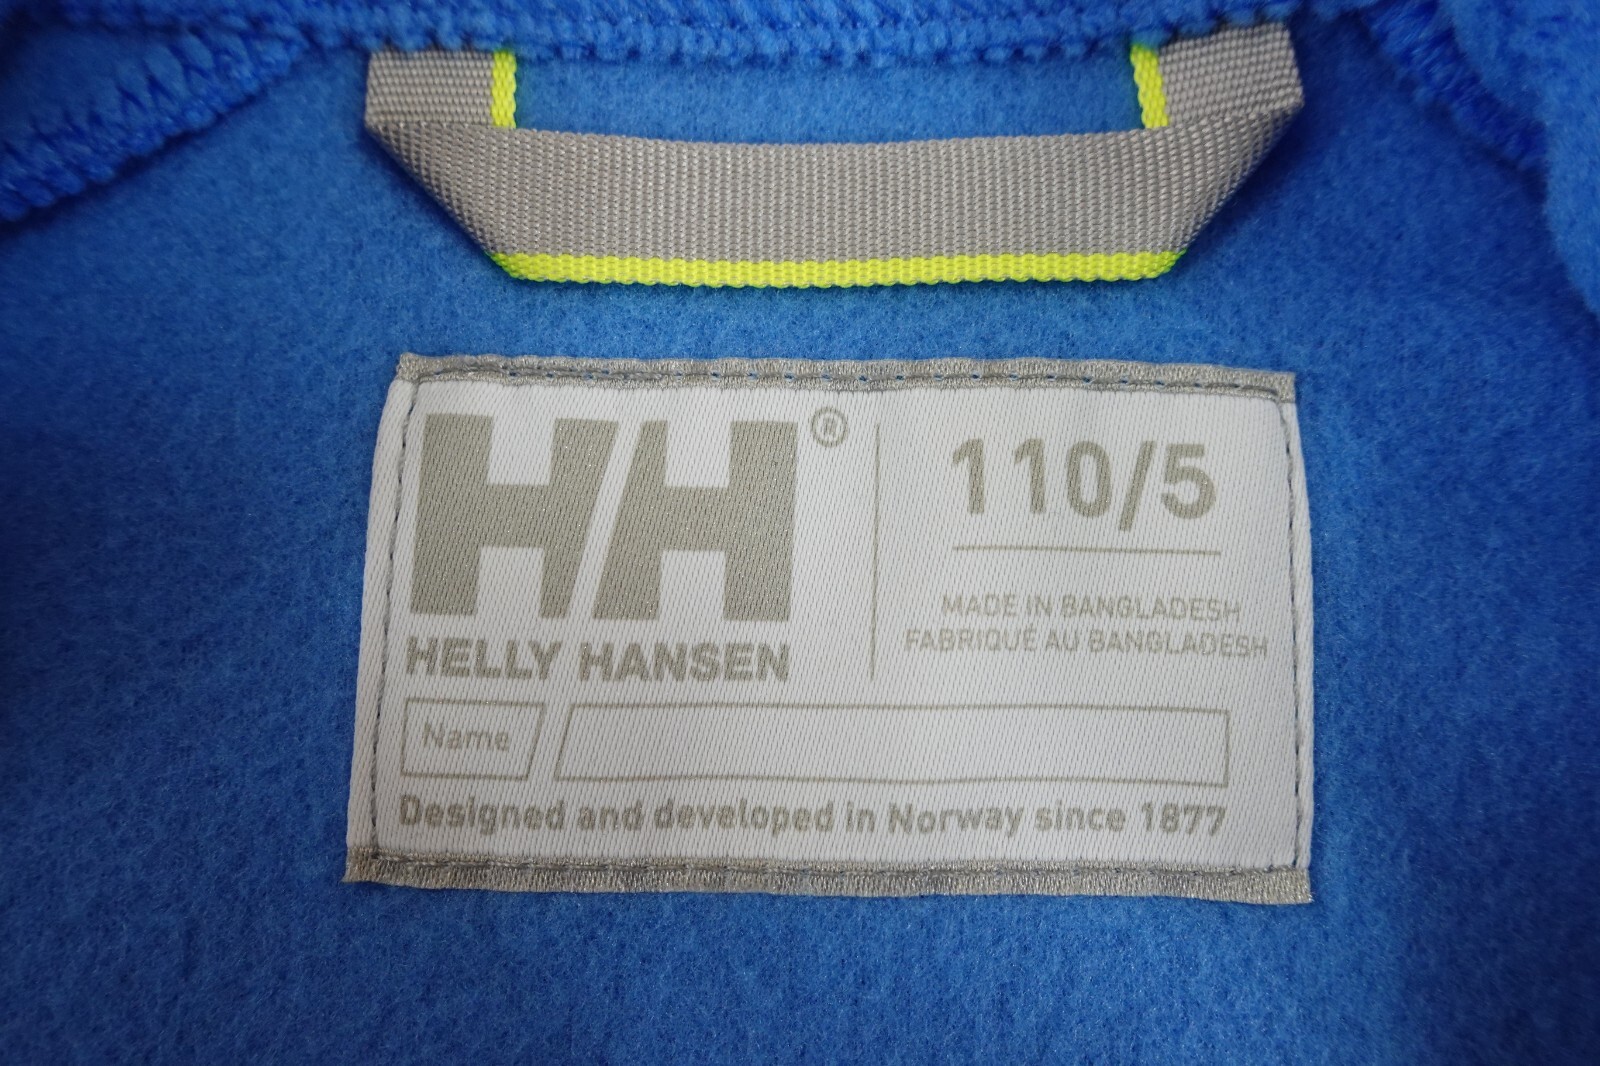 HH®
HELLY HANSEN
110/5
MADE IN BANGLADESH
FABRIQUÉ AU BANGLADESH
Name
Designed and developed in Norway since 1877